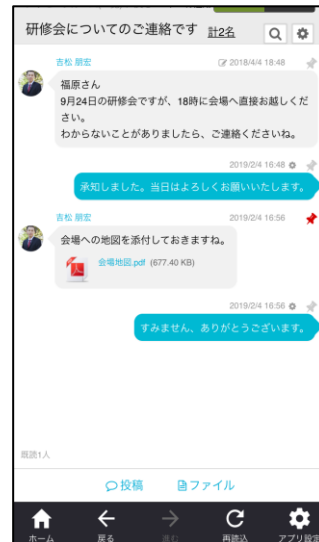 研修会についてのご連絡です 計2名
吉松 朋宏 2018/4/4 18:48
福原さん
9月24日の研修会ですが、18時に会場へ直接お越しくだ
さい。
わからないことがありましたら、ご連絡くださいね。
2019/2/4 16:48
承知しました。当日はよろしくお願いいたします。
吉松 朋宏 2019/2/4 16:56
会場への地図を添付しておきますね。
会場地図.pdf (677.40 KB)
2019/2/4 16:56
すみません、ありがとうございます。
既読1人
投稿 ファイル
ホーム 戻る 進む 再読込 アプリ設定